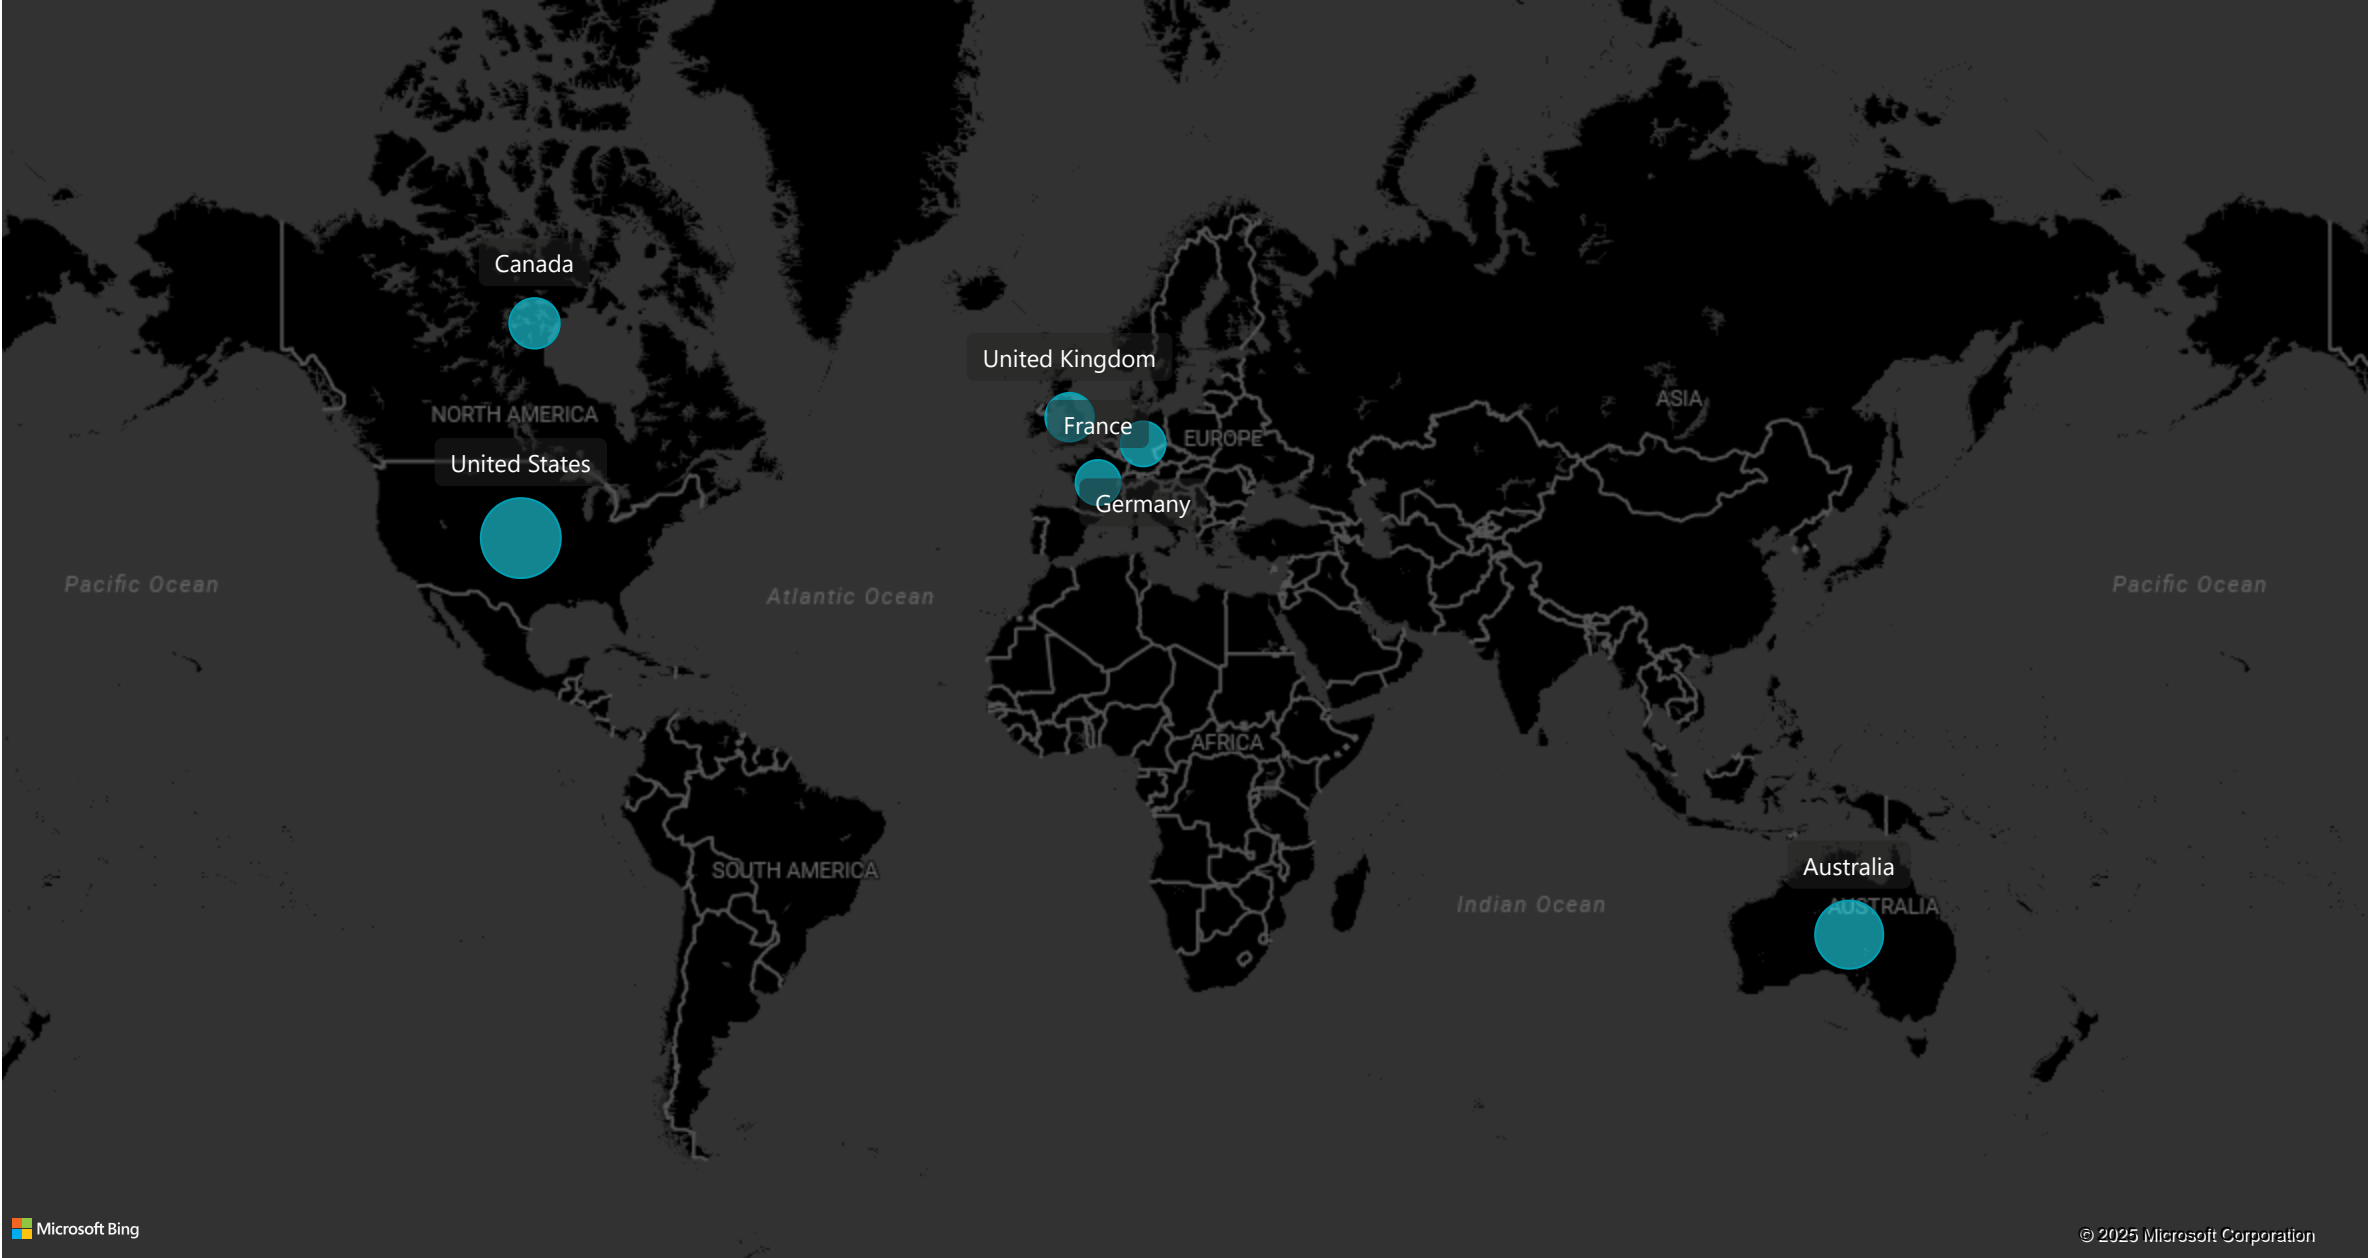 Canada
United Kingdom
ASIA
NORTH AMERICA
France
EUROPE
United States
Germany
Pacific Ocean
Atlantic Ocean
Pacific Ocean
AFRICA
SOUTH AMERICA
Australia
Indian Ocean
AUSTRALIA
Microsoft Bing
© 2025 Microsoft Corporation